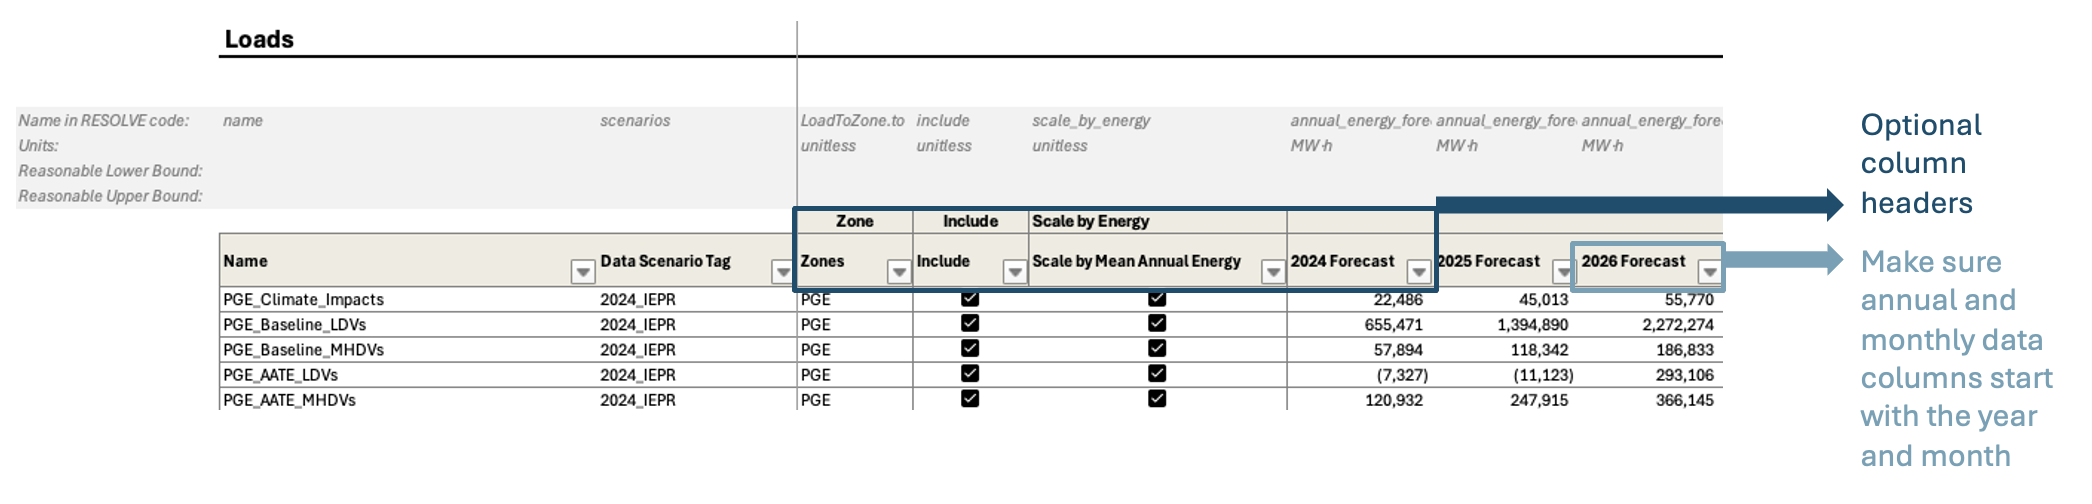 Loads
Name in RESOLVE code: name scenarios LoadToZone.to include scale_by_energy annual_energy_fore annual_energy_fore annual_energy_fore
Units: unitless unitless unitless MW·h MW·h MW·h
Reasonable Lower Bound:
Reasonable Upper Bound:
Zone Include Scale by Energy
Name Data Scenario Tag Zones Include Scale by Mean Annual Energy 2024 Forecast 2025 Forecast 2026 Forecast
PGE_Climate_Impacts 2024_IEPR PGE 22,486 45,013 55,770
PGE_Baseline_LDVs 2024_IEPR PGE 655,471 1,394,890 2,272,274
PGE_Baseline_MHDVs 2024_IEPR PGE 57,894 118,342 186,833
PGE_AATE_LDVs 2024_IEPR PGE (7,327) (11,123) 293,106
PGE_AATE_MHDVs 2024_IEPR PGE 120,932 247,915 366,145
Optional
column
headers
Make sure
annual and
monthly data
columns start
with the year
and month